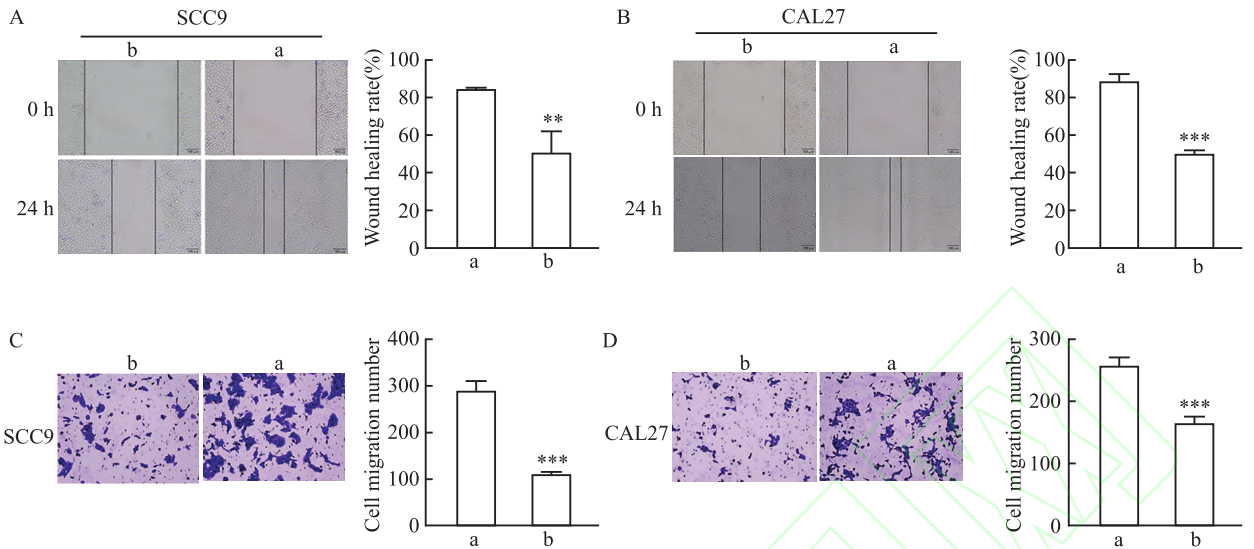 A
SCC9
b a
0 h
24 h
Wound healing rate(%)
100
80
60
40
20
0
**
a b
B
CAL27
b a
0 h
24 h
Wound healing rate(%)
100
80
60
40
20
0
***
a b
C
b a
SCC9
Cell migration number
400
300
200
100
0
***
a b
D
b a
CAL27
Cell migration number
300
200
100
0
***
a b